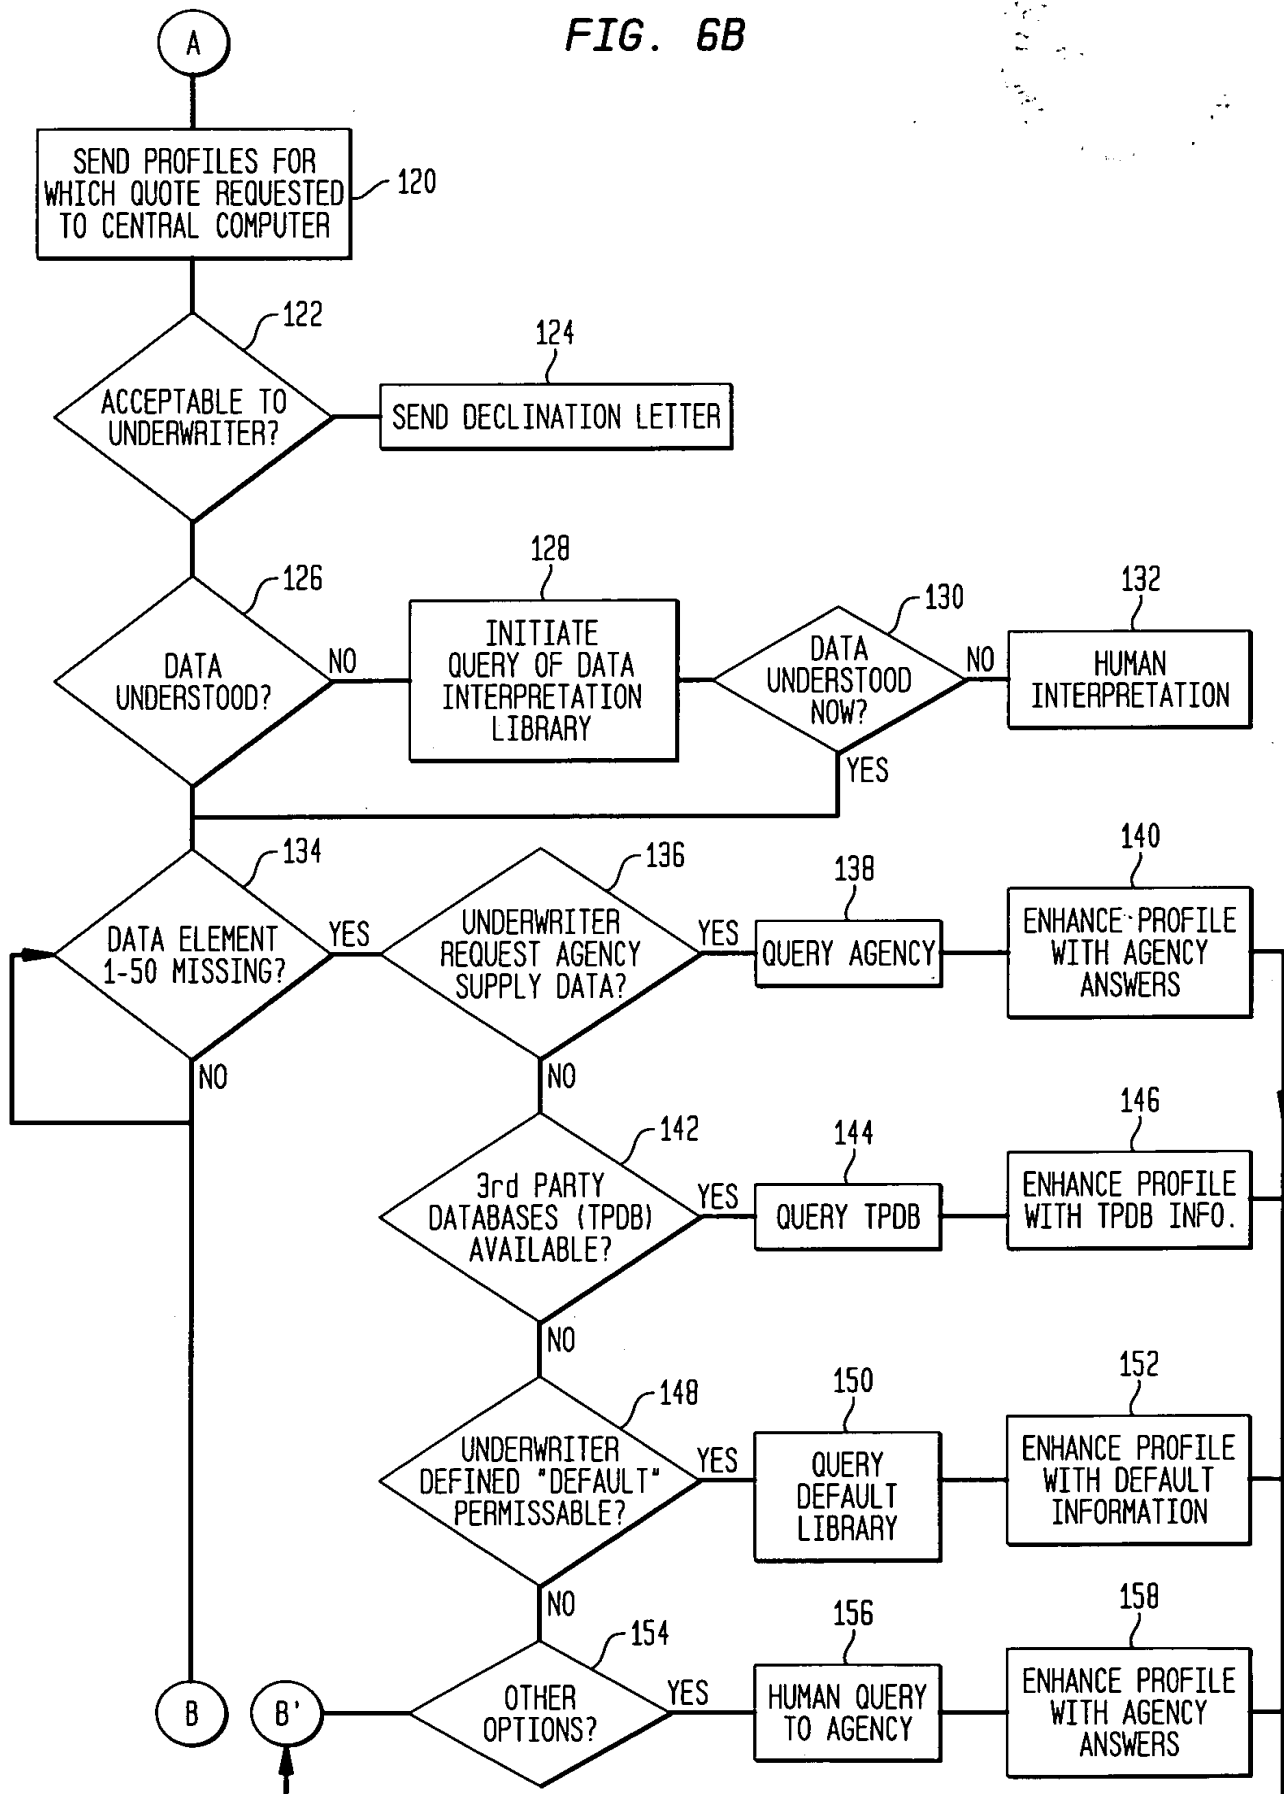 FIG. 6B
A
SEND PROFILES FOR
WHICH QUOTE REQUESTED
TO CENTRAL COMPUTER
120
122
ACCEPTABLE TO
UNDERWRITER?
124
SEND DECLINATION LETTER
126
DATA
UNDERSTOOD?
NO
128
INITIATE
QUERY OF DATA
INTERPRETATION
LIBRARY
130
DATA
UNDERSTOOD
NOW?
NO
YES
132
HUMAN
INTERPRETATION
134
DATA ELEMENT
1-50 MISSING?
YES
NO
136
UNDERWRITER
REQUEST AGENCY
SUPPLY DATA?
YES
NO
138
QUERY AGENCY
140
ENHANCE PROFILE
WITH AGENCY
ANSWERS
142
3rd PARTY
DATABASES (TPDB)
AVAILABLE?
YES
NO
144
QUERY TPDB
146
ENHANCE PROFILE
WITH TPDB INFO.
148
UNDERWRITER
DEFINED "DEFAULT"
PERMISSABLE?
YES
NO
150
QUERY
DEFAULT
LIBRARY
152
ENHANCE PROFILE
WITH DEFAULT
INFORMATION
154
OTHER
OPTIONS?
YES
156
HUMAN QUERY
TO AGENCY
158
ENHANCE PROFILE
WITH AGENCY
ANSWERS
B
B'